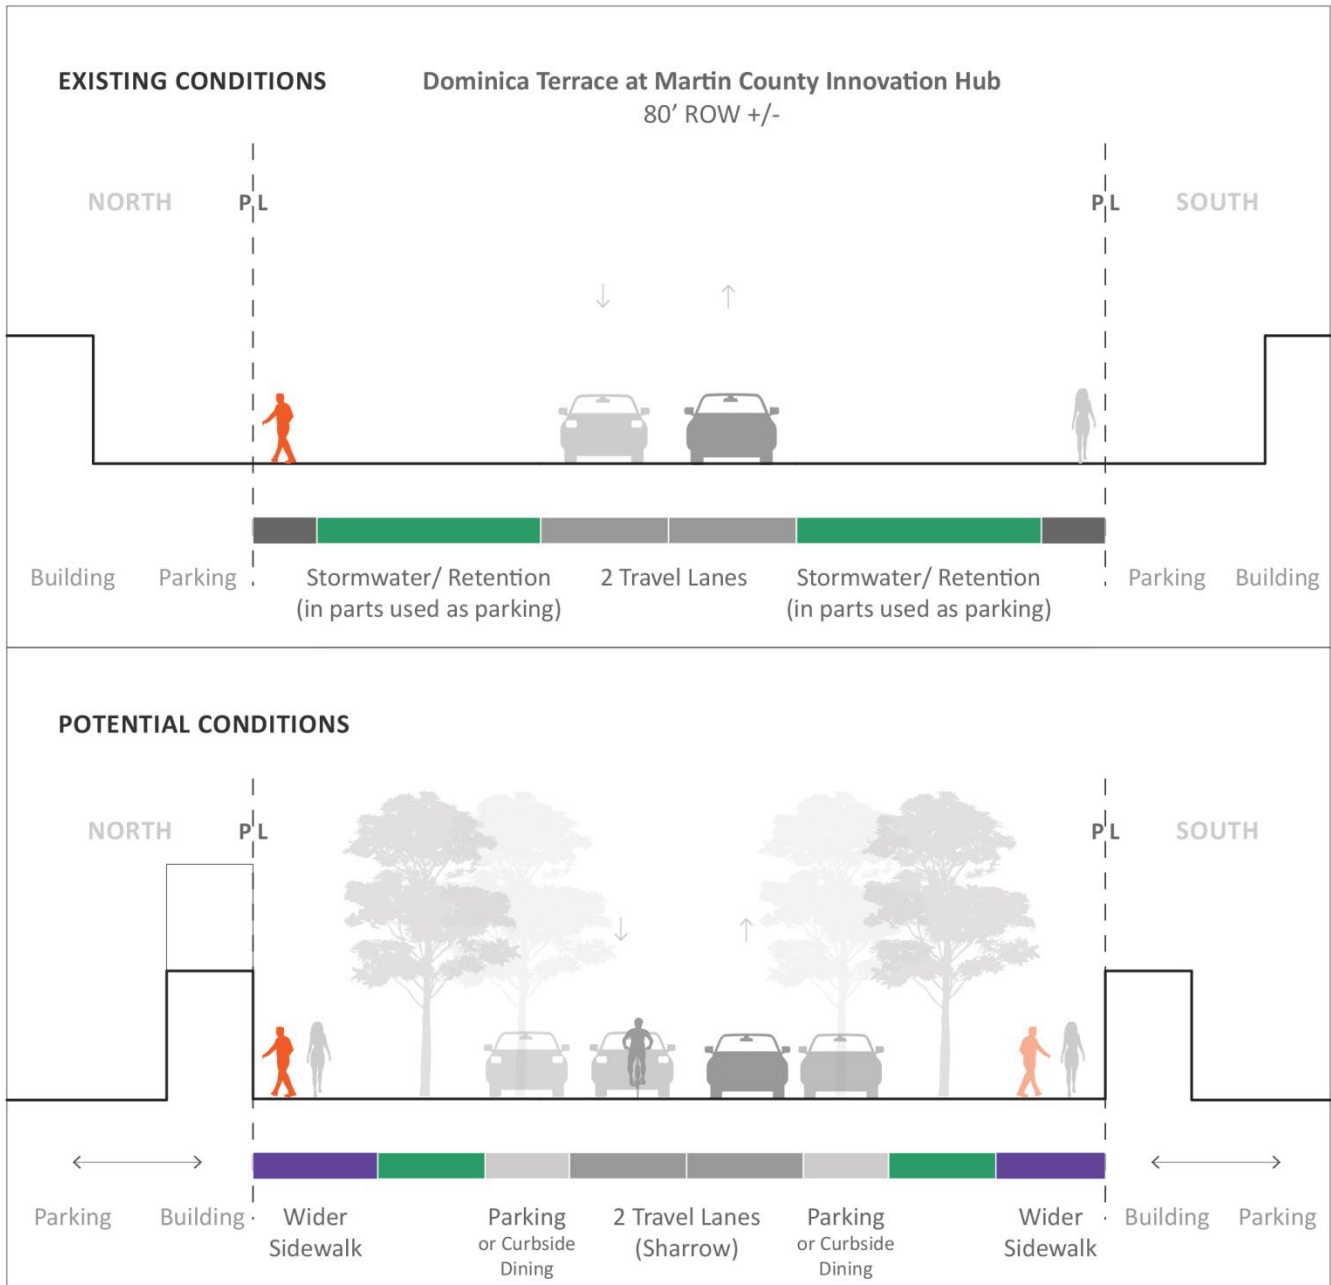 EXISTING CONDITIONS
Dominica Terrace at Martin County Innovation Hub
80' ROW +/-
NORTH
PL
PL
SOUTH
Building
Parking
Stormwater/ Retention
(in parts used as parking)
2 Travel Lanes
Stormwater/ Retention
(in parts used as parking)
Parking
Building
POTENTIAL CONDITIONS
NORTH
PL
PL
SOUTH
Parking
Building
Wider
Sidewalk
Parking
or Curbside
Dining
2 Travel Lanes
(Sharrow)
Parking
or Curbside
Dining
Wider
Sidewalk
Building
Parking